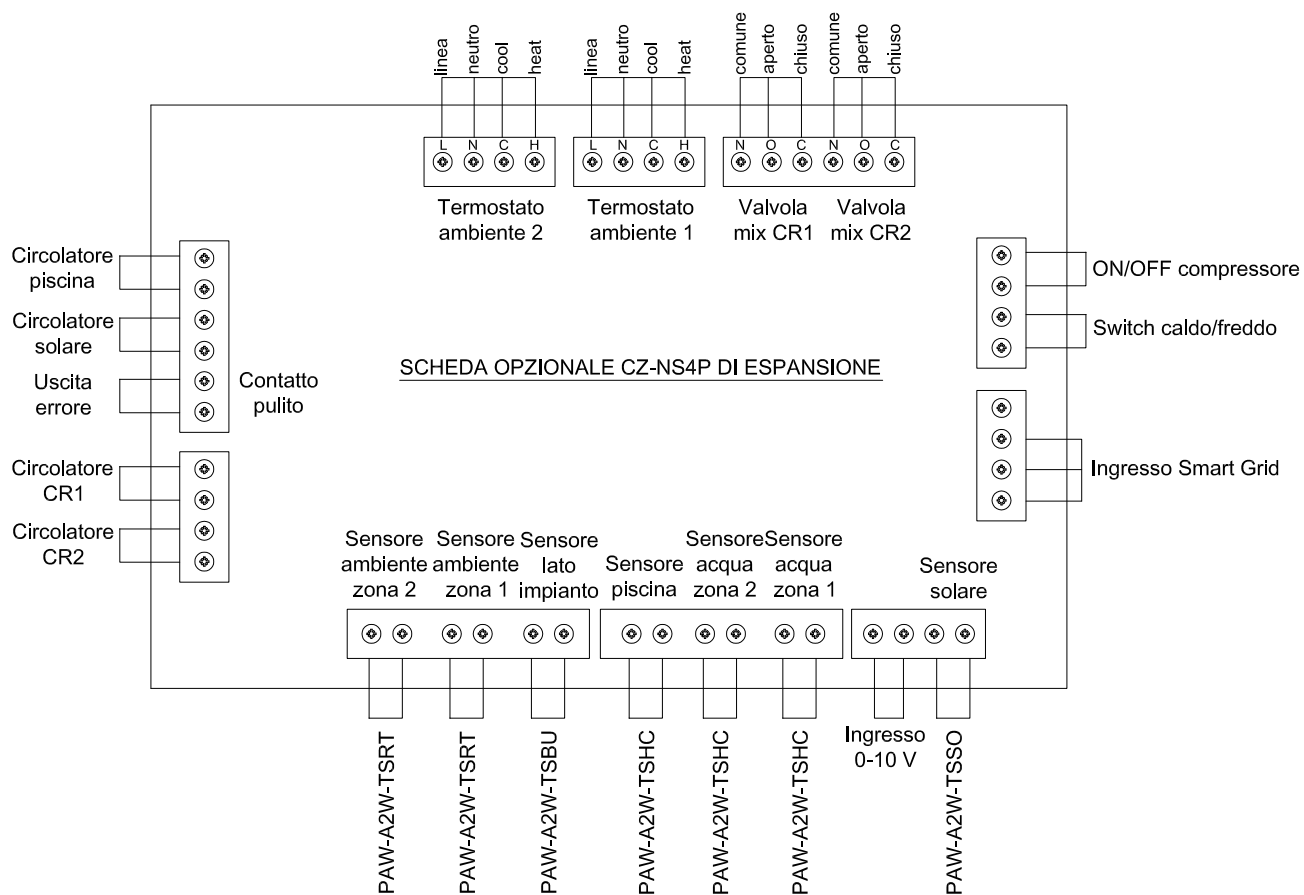 linea
neutro
cool
heat
linea
neutro
cool
heat
comune
aperto
chiuso
comune
aperto
chiuso
L N C H
L N C H
N O C N O C
Termostato
ambiente 2
Termostato
ambiente 1
Valvola
mix CR1
Valvola
mix CR2
Circolatore
piscina
Circolatore
solare
Uscita
errore
Contatto
pulito
Circolatore
CR1
Circolatore
CR2
SCHEDA OPZIONALE CZ-NS4P DI ESPANSIONE
ON/OFF compressore
Switch caldo/freddo
Ingresso Smart Grid
Sensore
ambiente
zona 2
Sensore
ambiente
zona 1
Sensore
lato
impianto
Sensore
piscina
Sensore
acqua
zona 2
Sensore
acqua
zona 1
Sensore
solare
PAW-A2W-TSRT
PAW-A2W-TSRT
PAW-A2W-TSBU
PAW-A2W-TSHC
PAW-A2W-TSHC
PAW-A2W-TSHC
Ingresso
0-10 V
PAW-A2W-TSSO